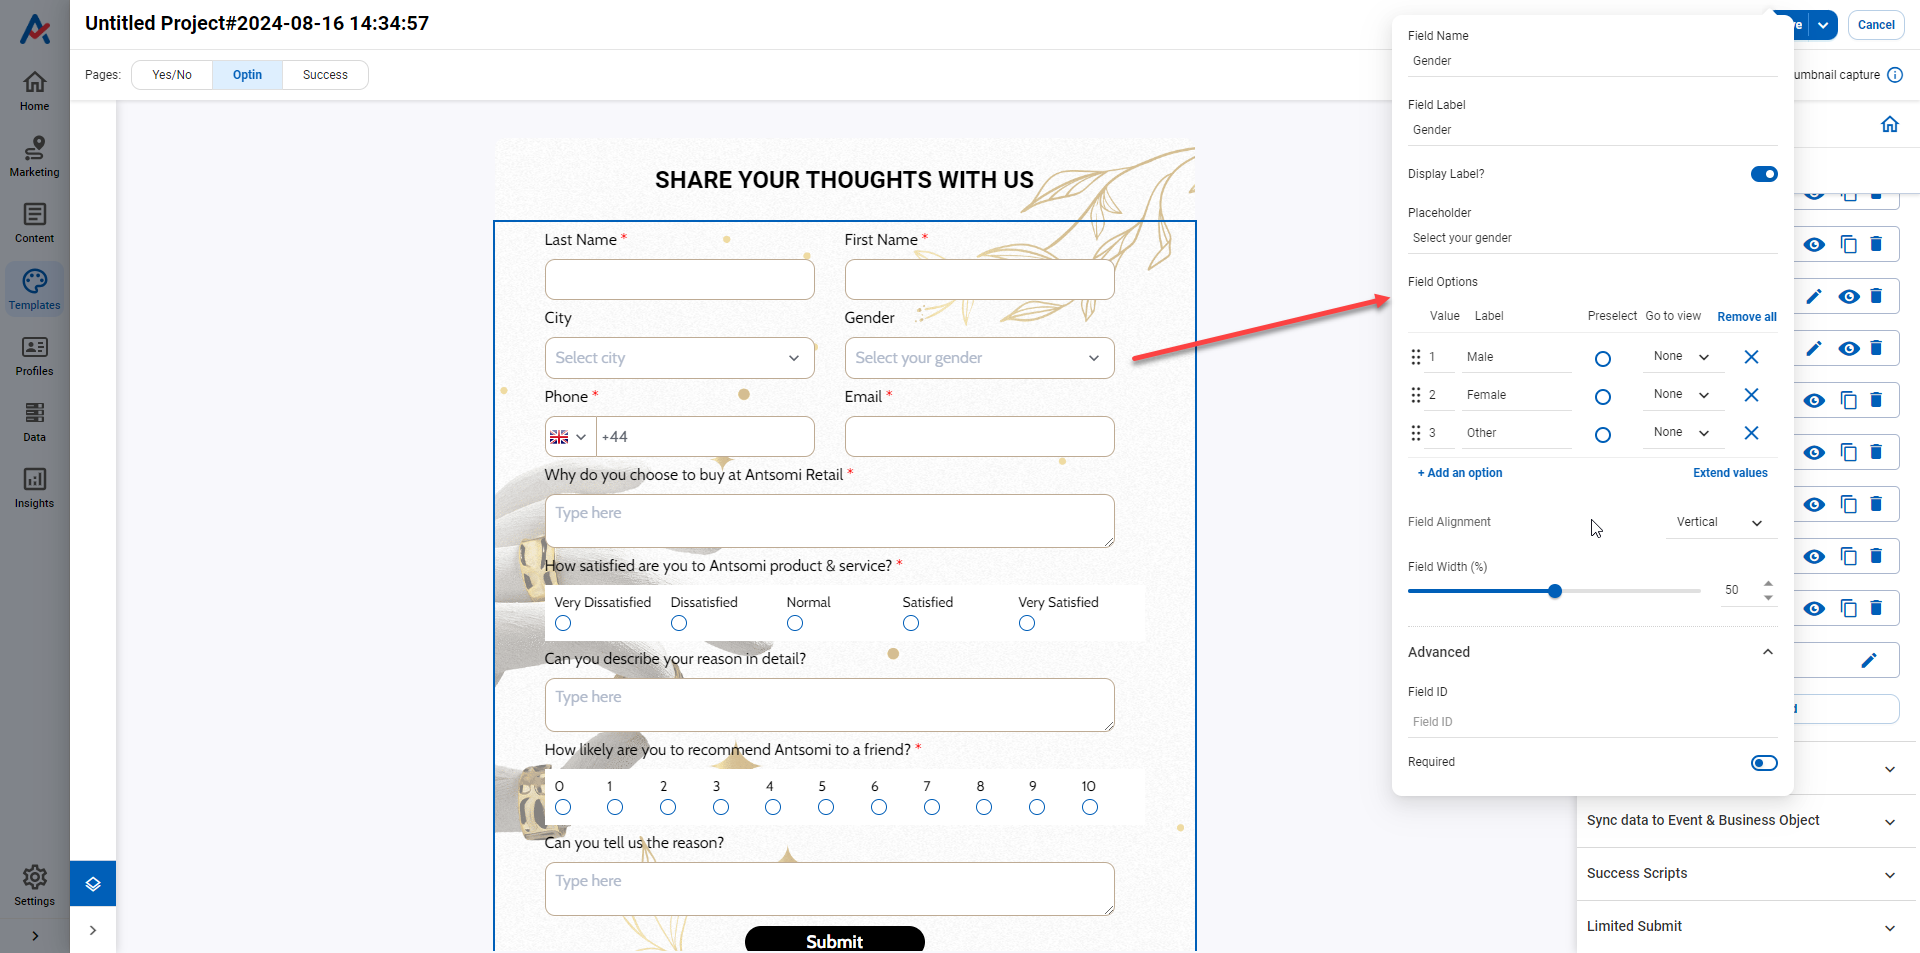 Untitled Project#2024-08-16 14:34:57
Cancel
Pages:
Yes/No
Optin
Success
umbnail capture
Home
Marketing
Content
Templates
Profiles
Data
Insights
Settings
SHARE YOUR THOUGHTS WITH US
Last Name *
First Name *
City
Gender
Select city
Select your gender
Phone *
Email *
+44
Why do you choose to buy at Antsomi Retail *
Type here
How satisfied are you to Antsomi product & service? *
Very Dissatisfied
Dissatisfied
Normal
Satisfied
Very Satisfied
Can you describe your reason in detail?
Type here
How likely are you to recommend Antsomi to a friend? *
0 1 2 3 4 5 6 7 8 9 10
Can you tell us the reason?
Type here
Submit
Field Name
Gender
Field Label
Gender
Display Label?
Placeholder
Select your gender
Field Options
Value Label Preselect Go to view Remove all
1 Male None
2 Female None
3 Other None
+ Add an option
Extend values
Field Alignment
Vertical
Field Width (%)
50
Advanced
Field ID
Field ID
Required
Sync data to Event & Business Object
Success Scripts
Limited Submit